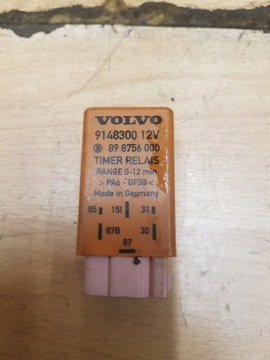 VOLVO
9148300 12V
89 8756 000
TIMER RELAIS
RANGE 0-12 min
> PA6 - GF30 <
Made in Germany
85 15I 31
87B 30
87